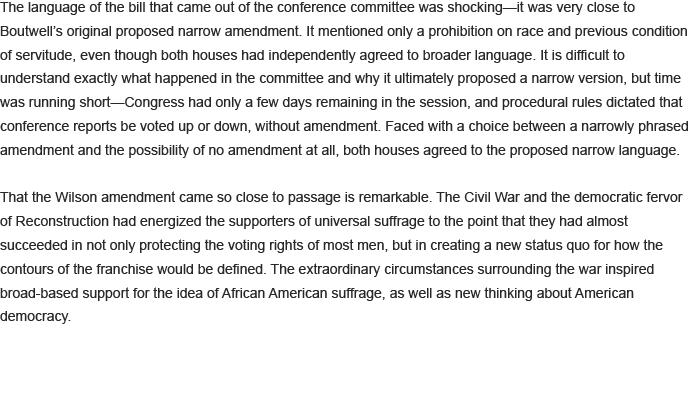 The language of the bill that came out of the conference committee was shocking—it was very close to
Boutwell's original proposed narrow amendment. It mentioned only a prohibition on race and previous condition
of servitude, even though both houses had independently agreed to broader language. It is difficult to
understand exactly what happened in the committee and why it ultimately proposed a narrow version, but time
was running short—Congress had only a few days remaining in the session, and procedural rules dictated that
conference reports be voted up or down, without amendment. Faced with a choice between a narrowly phrased
amendment and the possibility of no amendment at all, both houses agreed to the proposed narrow language.
That the Wilson amendment came so close to passage is remarkable. The Civil War and the democratic fervor
of Reconstruction had energized the supporters of universal suffrage to the point that they had almost
succeeded in not only protecting the voting rights of most men, but in creating a new status quo for how the
contours of the franchise would be defined. The extraordinary circumstances surrounding the war inspired
broad-based support for the idea of African American suffrage, as well as new thinking about American
democracy.